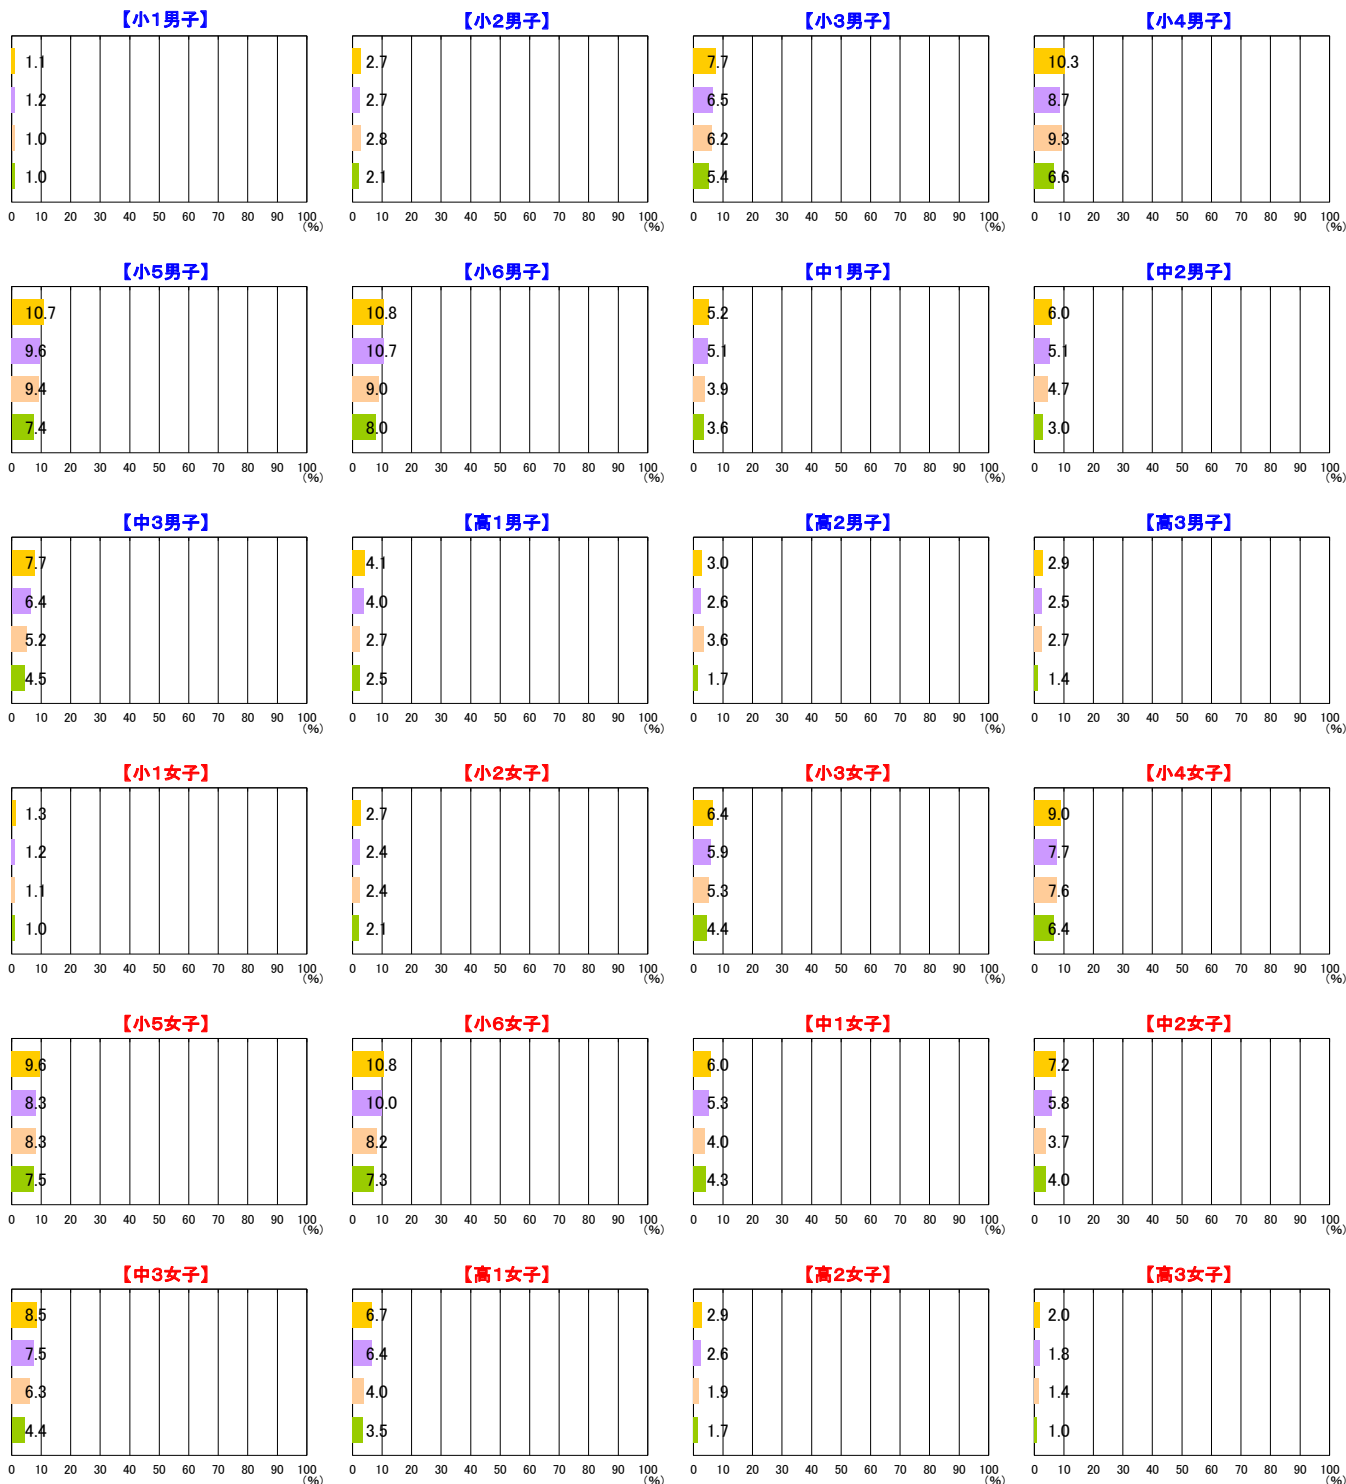 【小1男子】 【小2男子】 【小3男子】 【小4男子】
1.1 2.7 7.7 10.3
1.2 2.7 6.5 8.7
1.0 2.8 6.2 9.3
1.0 2.1 5.4 6.6
0 10 20 30 40 50 60 70 80 90 100 0 10 20 30 40 50 60 70 80 90 100 0 10 20 30 40 50 60 70 80 90 100 0 10 20 30 40 50 60 70 80 90 100
(%) (%) (%) (%)
【小5男子】 【小6男子】 【中1男子】 【中2男子】
10.7 10.8 5.2 6.0
9.6 10.7 5.1 5.1
9.4 9.0 3.9 4.7
7.4 8.0 3.6 3.0
0 10 20 30 40 50 60 70 80 90 100 0 10 20 30 40 50 60 70 80 90 100 0 10 20 30 40 50 60 70 80 90 100 0 10 20 30 40 50 60 70 80 90 100
(%) (%) (%) (%)
【中3男子】 【高1男子】 【高2男子】 【高3男子】
7.7 4.1 3.0 2.9
6.4 4.0 2.6 2.5
5.2 2.7 3.6 2.7
4.5 2.5 1.7 1.4
0 10 20 30 40 50 60 70 80 90 100 0 10 20 30 40 50 60 70 80 90 100 0 10 20 30 40 50 60 70 80 90 100 0 10 20 30 40 50 60 70 80 90 100
(%) (%) (%) (%)
【小1女子】 【小2女子】 【小3女子】 【小4女子】
1.3 2.7 6.4 9.0
1.2 2.4 5.9 7.7
1.1 2.4 5.3 7.6
1.0 2.1 4.4 6.4
0 10 20 30 40 50 60 70 80 90 100 0 10 20 30 40 50 60 70 80 90 100 0 10 20 30 40 50 60 70 80 90 100 0 10 20 30 40 50 60 70 80 90 100
(%) (%) (%) (%)
【小5女子】 【小6女子】 【中1女子】 【中2女子】
9.6 10.8 6.0 7.2
8.3 10.0 5.3 5.8
8.3 8.2 4.0 3.7
7.5 7.3 4.3 4.0
0 10 20 30 40 50 60 70 80 90 100 0 10 20 30 40 50 60 70 80 90 100 0 10 20 30 40 50 60 70 80 90 100 0 10 20 30 40 50 60 70 80 90 100
(%) (%) (%) (%)
【中3女子】 【高1女子】 【高2女子】 【高3女子】
8.5 6.7 2.9 2.0
7.5 6.4 2.6 1.8
6.3 4.0 1.9 1.4
4.4 3.5 1.7 1.0
0 10 20 30 40 50 60 70 80 90 100 0 10 20 30 40 50 60 70 80 90 100 0 10 20 30 40 50 60 70 80 90 100 0 10 20 30 40 50 60 70 80 90 100
(%) (%) (%) (%)